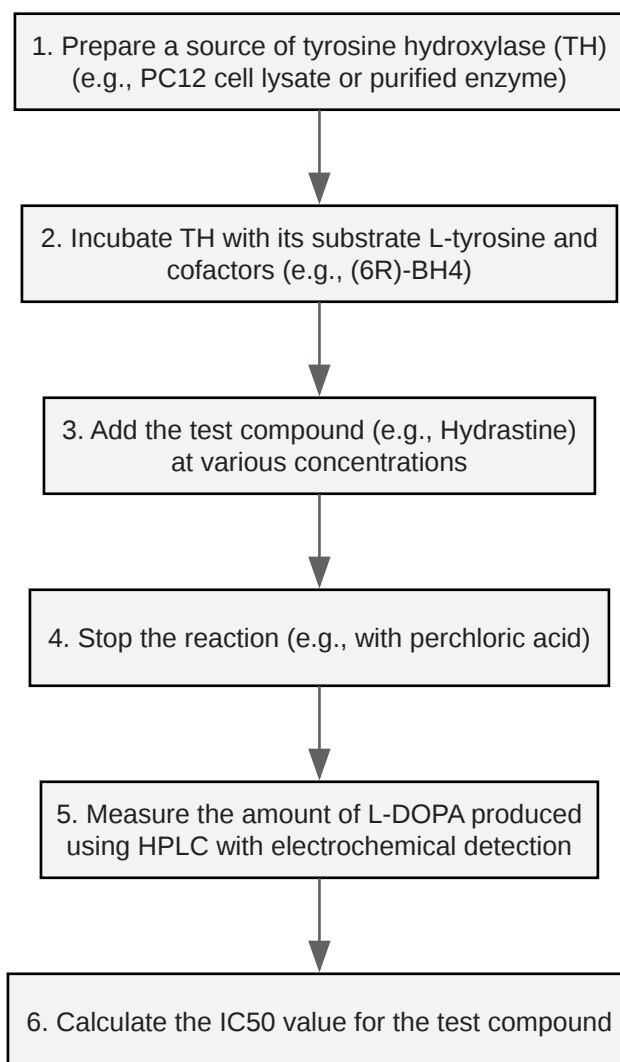 1. Prepare a source of tyrosine hydroxylase (TH)
(e.g., PC12 cell lysate or purified enzyme)
2. Incubate TH with its substrate L-tyrosine and
cofactors (e.g., (6R)-BH4)
3. Add the test compound (e.g., Hydrastine)
at various concentrations
4. Stop the reaction (e.g., with perchloric acid)
5. Measure the amount of L-DOPA produced
using HPLC with electrochemical detection
6. Calculate the IC50 value for the test compound